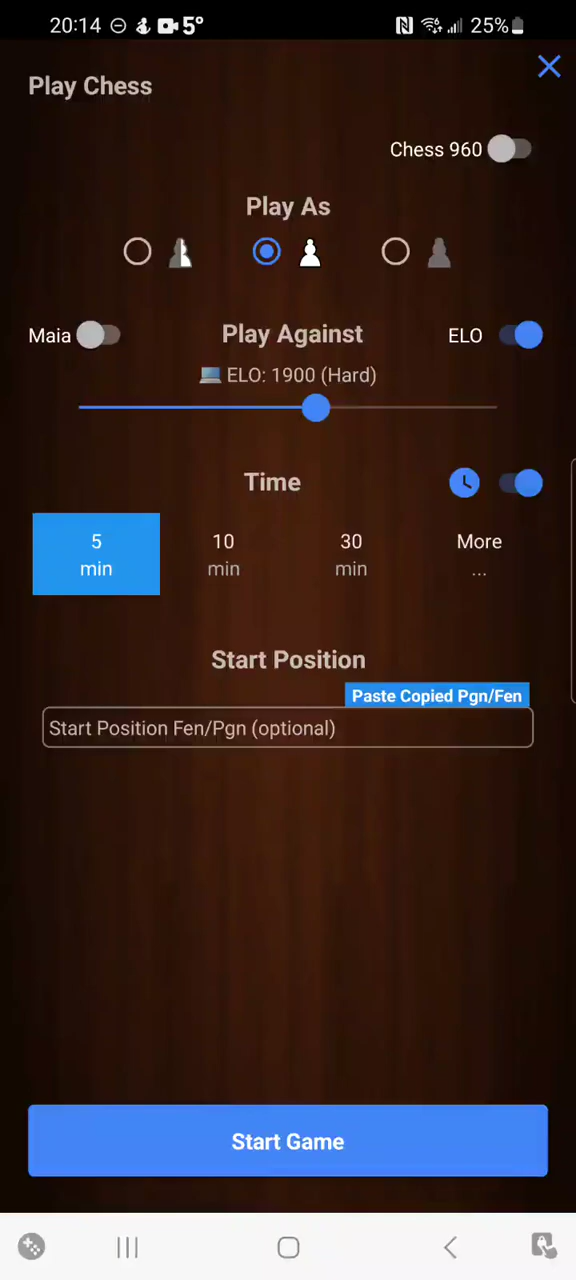 20:14 5° 25%
Play Chess
Chess 960
Play As
Maia Play Against ELO
ELO: 1900 (Hard)
Time
5 10 30 More
min min min ...
Start Position
Paste Copied Pgn/Fen
Start Position Fen/Pgn (optional)
Start Game